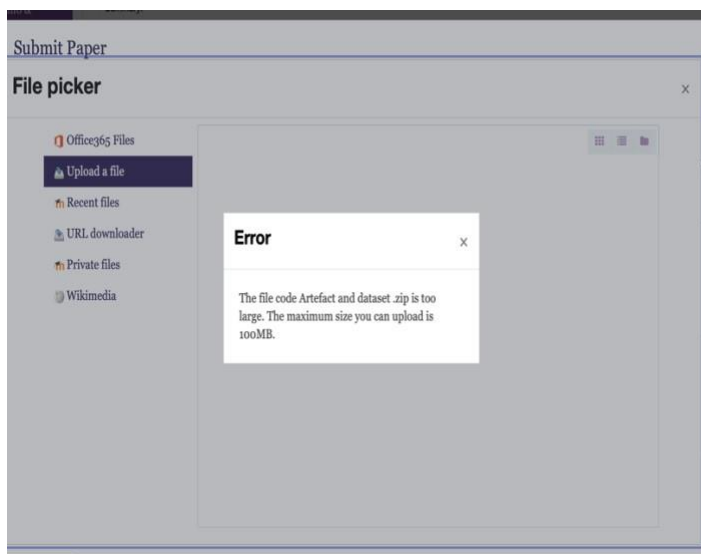 Submit Paper
File picker
x
Office365 Files
Upload a file
Recent files
URL downloader
Private files
Wikimedia
Error
x
The file code Artefact and dataset .zip is too
large. The maximum size you can upload is
100MB.